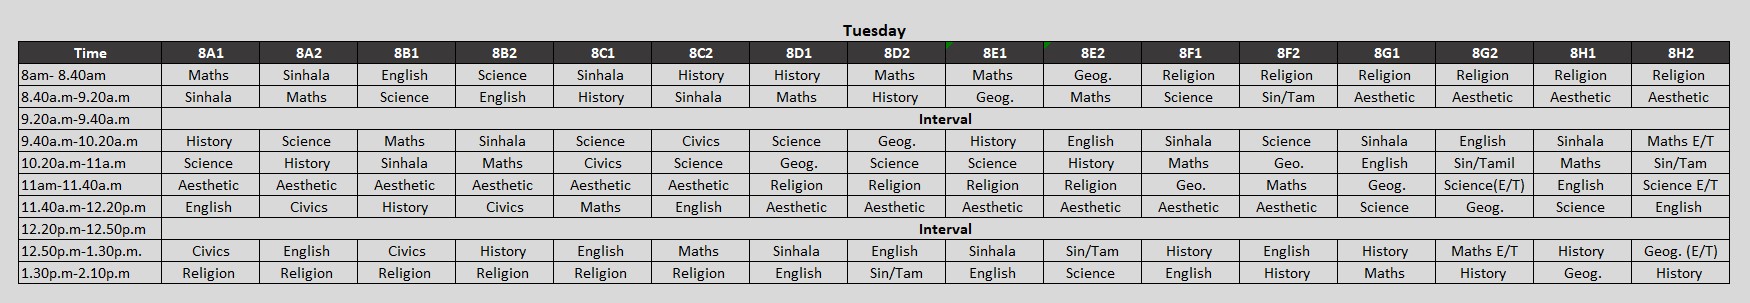 Tuesday
Time 8A1 8A2 8B1 8B2 8C1 8C2 8D1 8D2 8E1 8E2 8F1 8F2 8G1 8G2 8H1 8H2
8am- 8.40am Maths Sinhala English Science Sinhala History History Maths Maths Geog. Religion Religion Religion Religion Religion Religion
8.40a.m-9.20a.m Sinhala Maths Science English History Sinhala Maths History Geog. Maths Science Sin/Tam Aesthetic Aesthetic Aesthetic Aesthetic
9.20a.m-9.40a.m Interval
9.40a.m-10.20a.m History Science Maths Sinhala Science Civics Science Geog. History English Sinhala Science Sinhala English Sinhala Maths E/T
10.20a.m-11a.m Science History Sinhala Maths Civics Science Geog. Science Science History Maths Geo. English Sin/Tamil Maths Sin/Tam
11am-11.40a.m Aesthetic Aesthetic Aesthetic Aesthetic Aesthetic Aesthetic Religion Religion Religion Religion Geo. Maths Geog. Science(E/T) English Science E/T
11.40a.m-12.20p.m English Civics History Civics Maths English Aesthetic Aesthetic Aesthetic Aesthetic Aesthetic Aesthetic Science Geog. Science English
12.20p.m-12.50p.m Interval
12.50p.m-1.30p.m. Civics English Civics History English Maths Sinhala English Sinhala Sin/Tam History English History Maths E/T History Geog. (E/T)
1.30p.m-2.10p.m Religion Religion Religion Religion Religion Religion English Sin/Tam English Science English History Maths History Geog. History